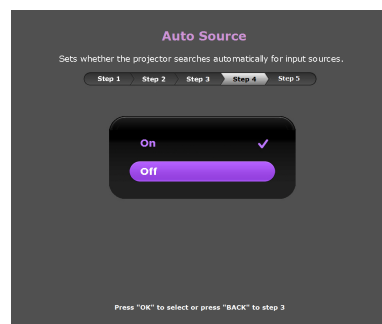 Auto Source
Sets whether the projector searches automatically for input sources.
Step 1 Step 2 Step 3 Step 4 Step 5
On
Off
Press "OK" to select or press "BACK" to step 3